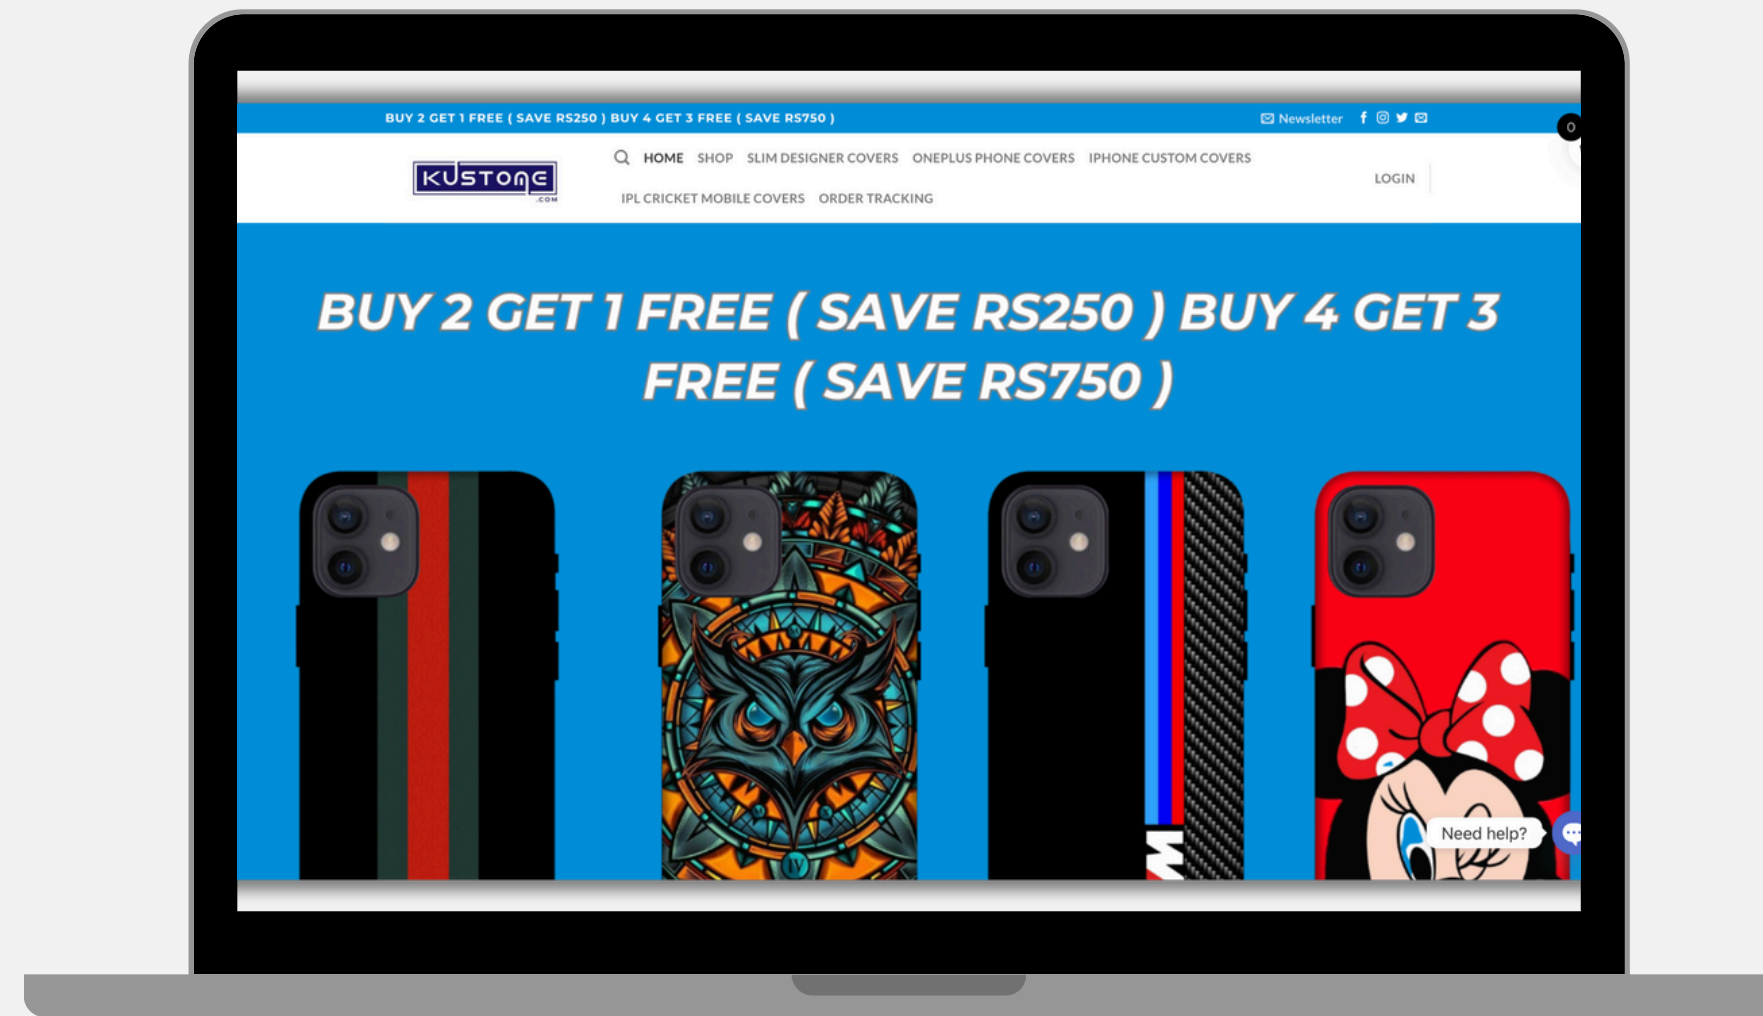 BUY 2 GET 1 FREE ( SAVE RS250 ) BUY 4 GET 3 FREE ( SAVE RS750 )
Newsletter
0
KUSTOME
.COM
HOME SHOP SLIM DESIGNER COVERS ONEPLUS PHONE COVERS IPHONE CUSTOM COVERS
IPL CRICKET MOBILE COVERS ORDER TRACKING
LOGIN
BUY 2 GET 1 FREE ( SAVE RS250 ) BUY 4 GET 3
FREE ( SAVE RS750 )
M
Need help?